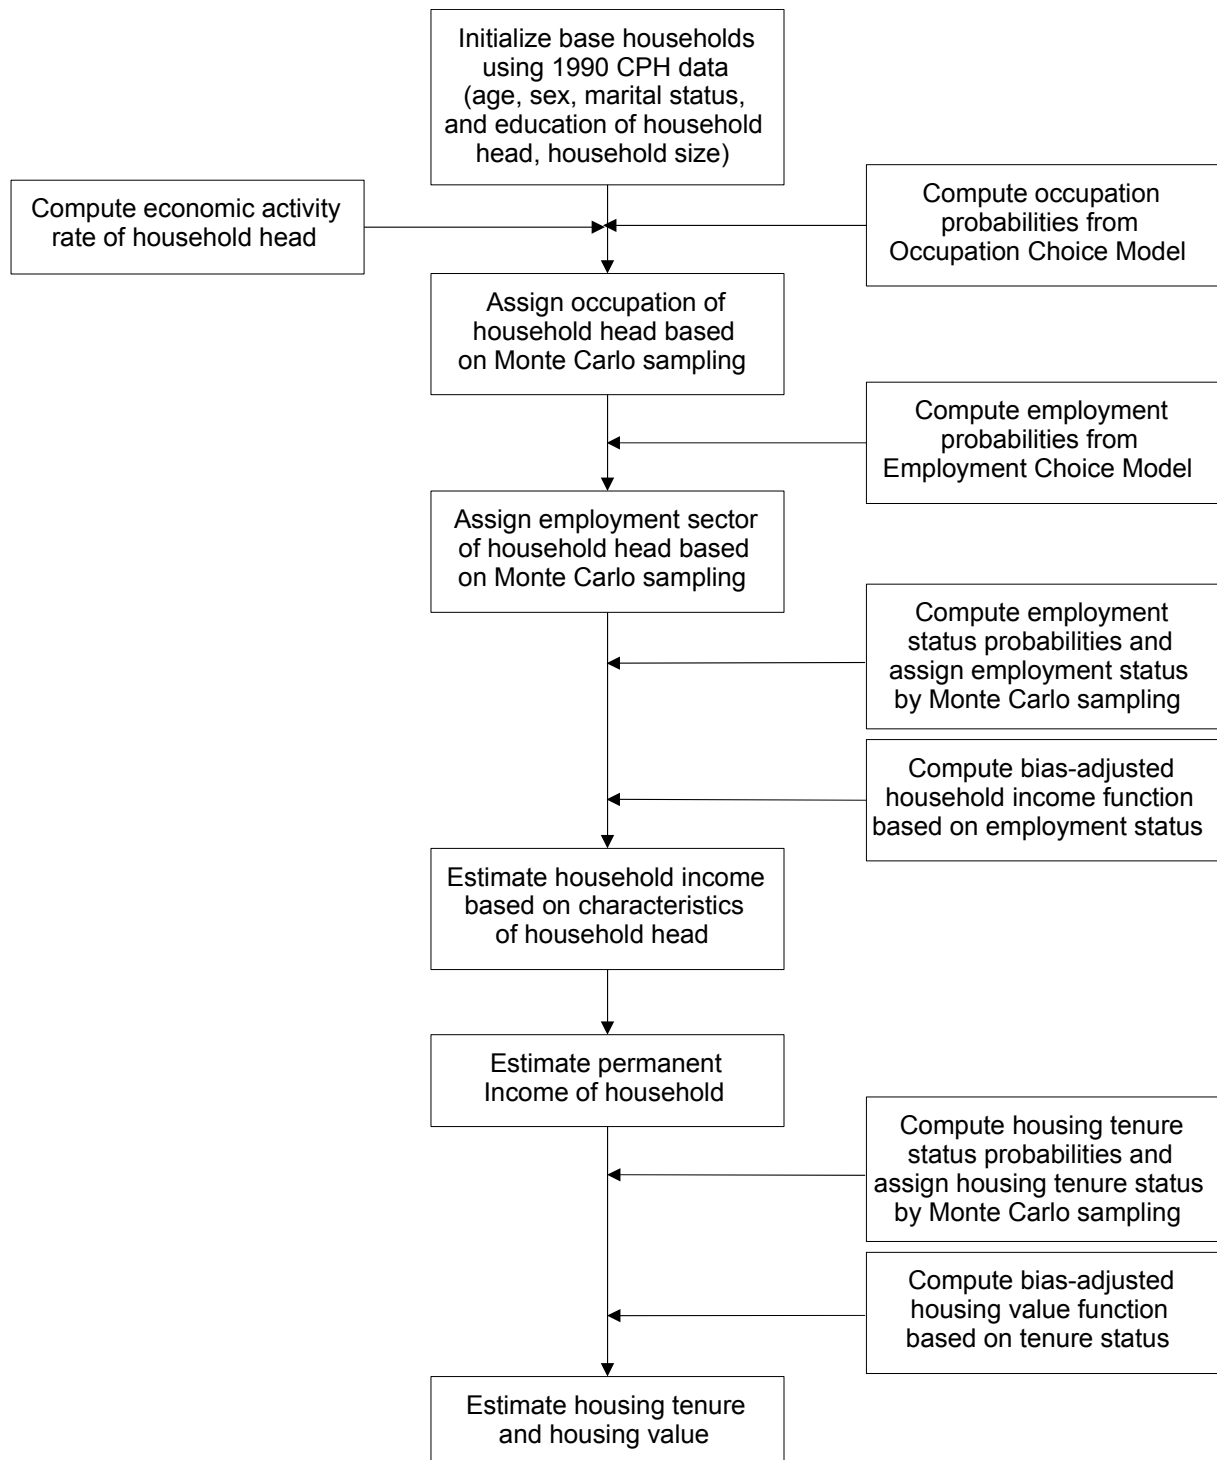 Initialize base households
using 1990 CPH data
(age, sex, marital status,
and education of household
head, household size)
Compute economic activity
rate of household head
Compute occupation
probabilities from
Occupation Choice Model
Assign occupation of
household head based
on Monte Carlo sampling
Compute employment
probabilities from
Employment Choice Model
Assign employment sector
of household head based
on Monte Carlo sampling
Compute employment
status probabilities and
assign employment status
by Monte Carlo sampling
Compute bias-adjusted
household income function
based on employment status
Estimate household income
based on characteristics
of household head
Estimate permanent
Income of household
Compute housing tenure
status probabilities and
assign housing tenure status
by Monte Carlo sampling
Compute bias-adjusted
housing value function
based on tenure status
Estimate housing tenure
and housing value